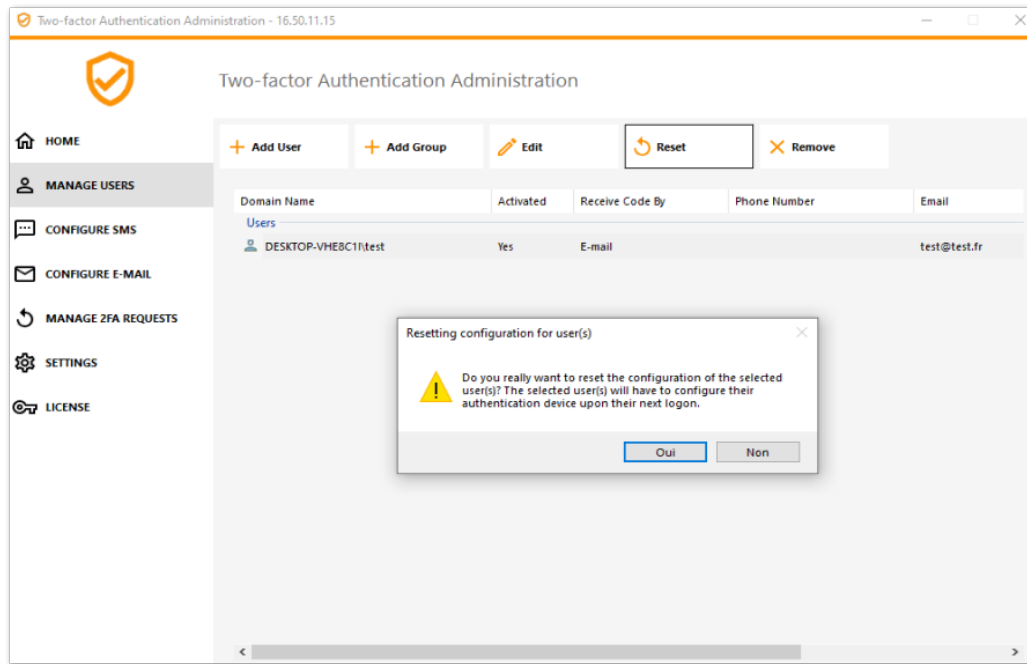 Two-factor Authentication Administration - 16.50.11.15
Two-factor Authentication Administration
HOME
MANAGE USERS
CONFIGURE SMS
CONFIGURE E-MAIL
MANAGE 2FA REQUESTS
SETTINGS
LICENSE
Add User Add Group Edit Reset Remove
Domain Name Activated Receive Code By Phone Number Email
Users
DESKTOP-VHE8C1I\test Yes E-mail test@test.fr
Resetting configuration for user(s)
Do you really want to reset the configuration of the selected
user(s)? The selected user(s) will have to configure their
authentication device upon their next logon.
Oui Non